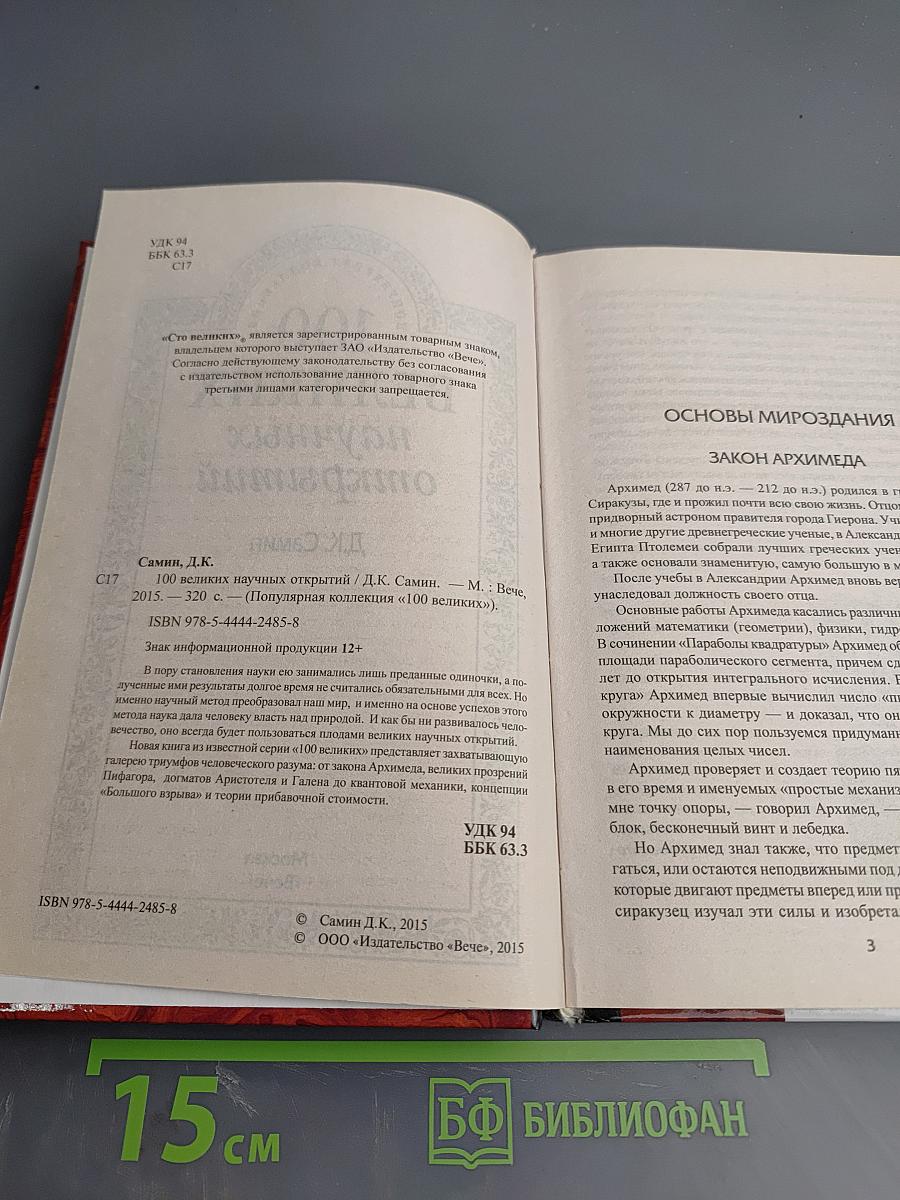 УДК 94
ББК 63.3
С17
«Сто великих»® является зарегистрированным товарным знаком,
владельцем которого выступает ЗАО «Издательство «Вече».
Согласно действующему законодательству без согласования
с издательством использование данного товарного знака
третьими лицами категорически запрещается.
Самин, Д.К.
С17 100 великих научных открытий / Д.К. Самин. — М. : Вече,
2015. — 320 с. — (Популярная коллекция «100 великих»).
ISBN 978-5-4444-2485-8
Знак информационной продукции 12+
В пору становления науки ею занимались лишь преданные одиночки, а по-
лученные ими результаты долгое время не считались обязательными для всех. Но
именно научный метод преобразовал наш мир, и именно на основе успехов этого
метода наука дала человеку власть над природой. И как бы ни развивалось чело-
вечество, оно всегда будет пользоваться плодами великих научных открытий.
Новая книга из известной серии «100 великих» представляет захватывающую
галерею триумфов человеческого разума: от закона Архимеда, великих прозрений
Пифагора, догматов Аристотеля и Галена до квантовой механики, концепции
«Большого взрыва» и теории прибавочной стоимости.
УДК 94
ББК 63.3
ISBN 978-5-4444-2485-8
© Самин Д.К., 2015
© ООО «Издательство «Вече», 2015
ОСНОВЫ МИРОЗДАНИЯ
ЗАКОН АРХИМЕДА
Архимед (287 до н.э. — 212 до н.э.) родился в г
Сиракузы, где и прожил почти всю свою жизнь. Отцом
придворный астроном правителя города Гиерона. Учи
и многие другие древнегреческие ученые, в Александ
Египта Птолемеи собрали лучших греческих учен
а также основали знаменитую, самую большую в м
После учебы в Александрии Архимед вновь вер
унаследовал должность своего отца.
Основные работы Архимеда касались различны
ложений математики (геометрии), физики, гидро
В сочинении «Параболы квадратуры» Архимед об
площади параболического сегмента, причем сд
лет до открытия интегрального исчисления. В
круга» Архимед впервые вычислил число «п
окружности к диаметру — и доказал, что он
круга. Мы до сих пор пользуемся придуманн
наименования целых чисел.
Архимед проверяет и создает теорию пя
в его время и именуемых «простые механиз
мне точку опоры, — говорил Архимед, —
блок, бесконечный винт и лебедка.
Но Архимед знал также, что предмет
гаться, или остаются неподвижными под д
которые двигают предметы вперед или пр
сиракузец изучал эти силы и изобрета
3
15 см
БФ БИБЛИОФАН